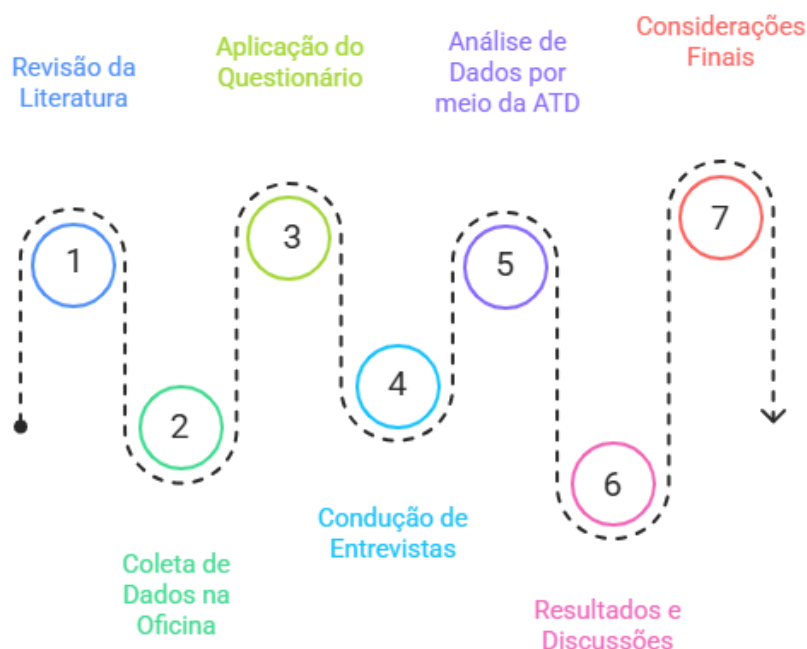 Revisão da
Literatura
1
Coleta de
Dados na
Oficina
2
Aplicação do
Questionário
3
Condução de
Entrevistas
4
Análise de
Dados por
meio da ATD
5
Resultados e
Discussões
6
Considerações
Finais
7